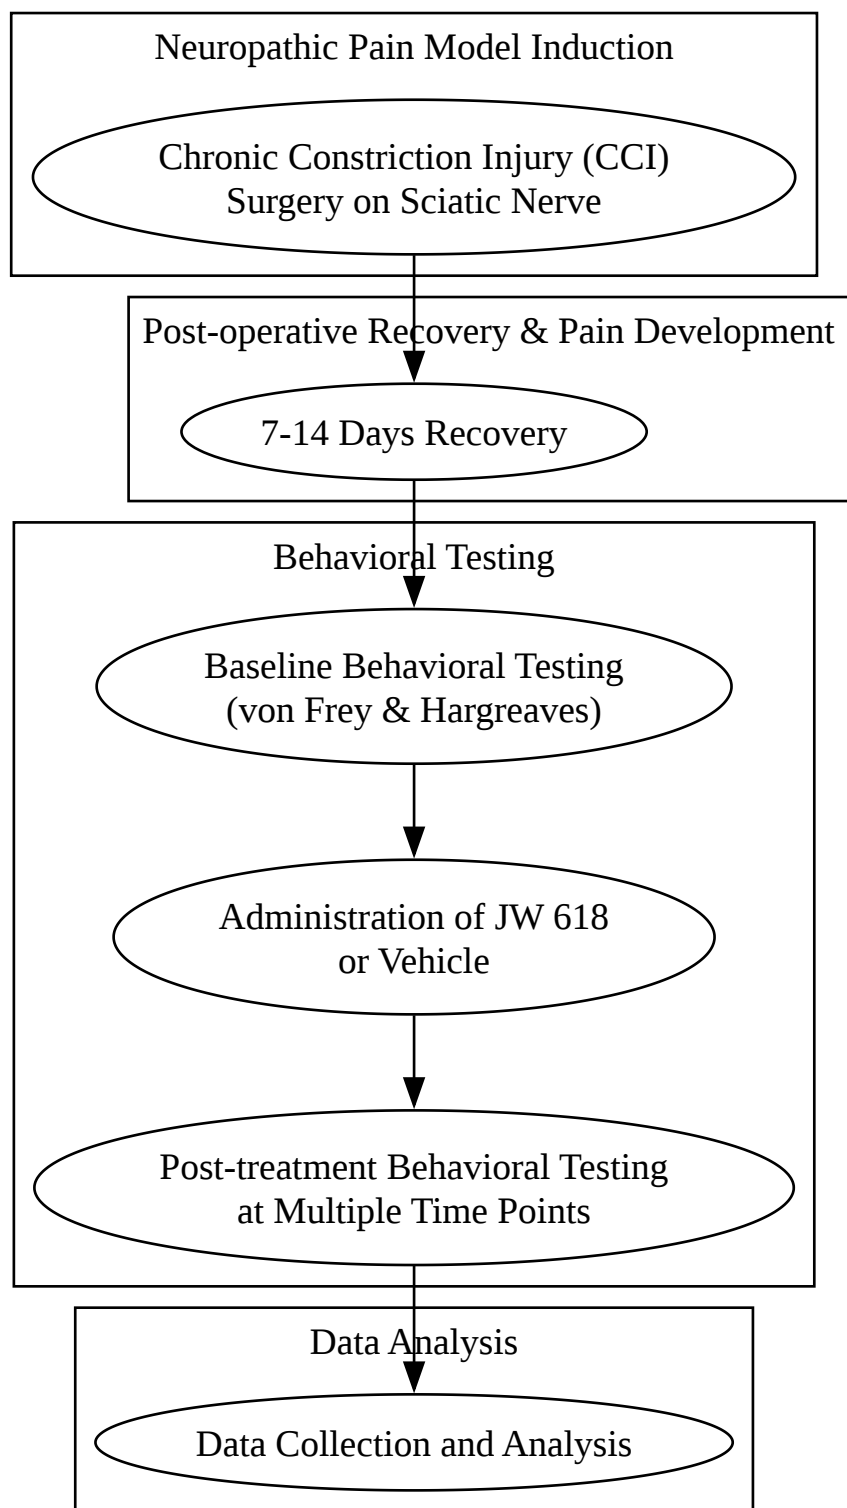 Neuropathic Pain Model Induction
Chronic Constriction Injury (CCI)
Surgery on Sciatic Nerve
Post-operative Recovery & Pain Development
7-14 Days Recovery
Behavioral Testing
Baseline Behavioral Testing
(von Frey & Hargreaves)
Administration of JW 618
or Vehicle
Post-treatment Behavioral Testing
at Multiple Time Points
Data Analysis
Data Collection and Analysis